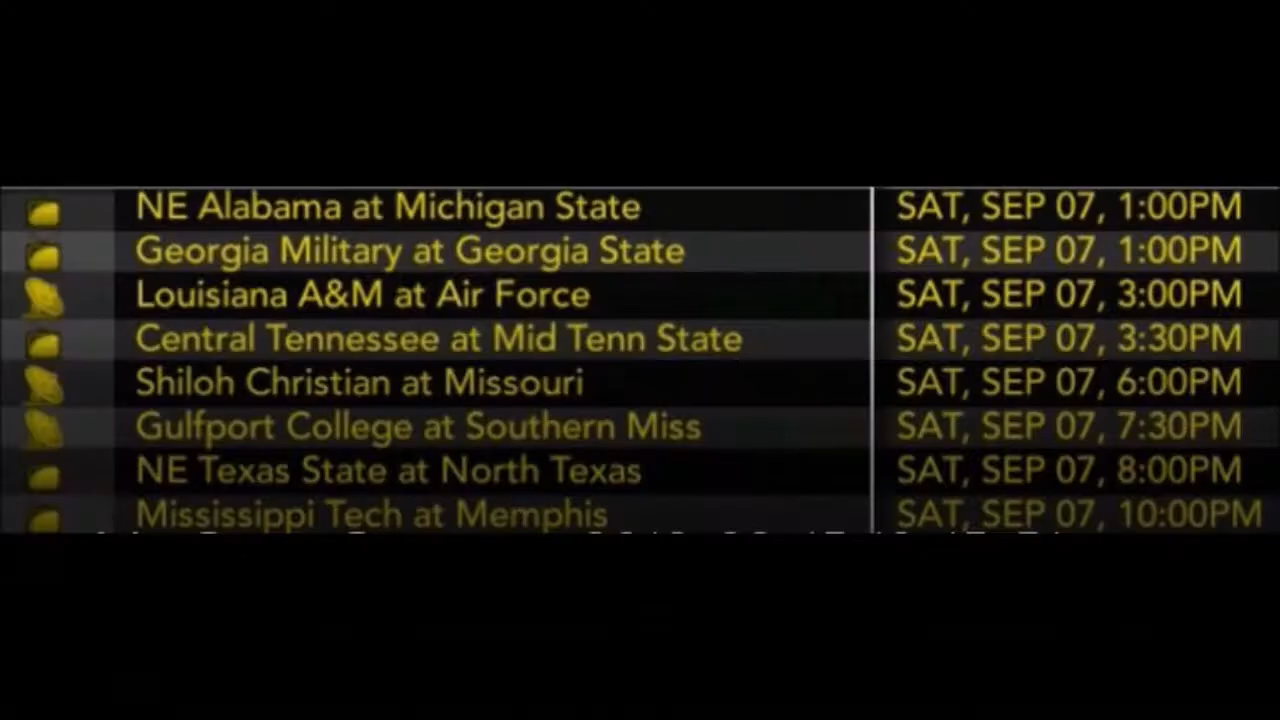 NE Alabama at Michigan State SAT, SEP 07, 1:00PM
Georgia Military at Georgia State SAT, SEP 07, 1:00PM
Louisiana A&M at Air Force SAT, SEP 07, 3:00PM
Central Tennessee at Mid Tenn State SAT, SEP 07, 3:30PM
Shiloh Christian at Missouri SAT, SEP 07, 6:00PM
Gulfport College at Southern Miss SAT, SEP 07, 7:30PM
NE Texas State at North Texas SAT, SEP 07, 8:00PM
Mississippi Tech at Memphis SAT, SEP 07, 10:00PM